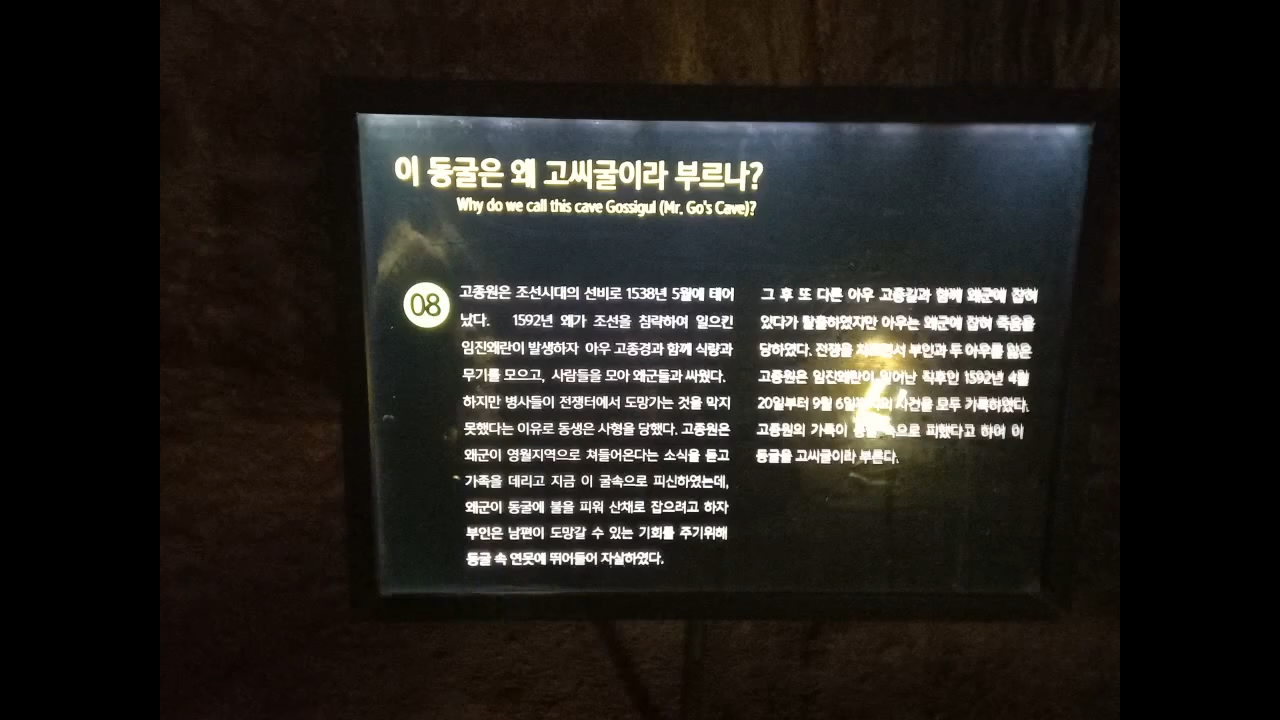 이 동굴은 왜 고씨굴이라 부르나?
Why do we call this cave Gossigul (Mr. Go's Cave)?
08
고종원은 조선시대의 선비로 1538년 5월에 태어
났다. 1592년 왜가 조선을 침략하여 일으킨
임진왜란이 발생하자 아우 고종경과 함께 식량과
무기를 모으고, 사람들을 모아 왜군들과 싸웠다.
하지만 병사들이 전쟁터에서 도망가는 것을 막지
못했다는 이유로 동생은 사형을 당했다. 고종원은
왜군이 영월지역으로 쳐들어온다는 소식을 듣고
가족을 데리고 지금 이 굴속으로 피신하였는데,
왜군이 동굴에 불을 피워 산채로 잡으려고 하자
부인은 남편이 도망갈 수 있는 기회를 주기위해
동굴 속 연못에 뛰어들어 자살하였다.
그 후 또 다른 아우 고종길과 함께 왜군에 잡혀
있다가 탈출하였지만 아우는 왜군에 잡혀 죽음을
당하였다. 전쟁을 부인과 두 아우를 잃은
고종원은 임진왜란이 일어난 직후인 1592년 4월
20일부터 9월 6일 사건을 모두 기록하였다.
고종원의 가족이 속으로 피했다고 하여 이
동굴을 고씨굴이라 부른다.